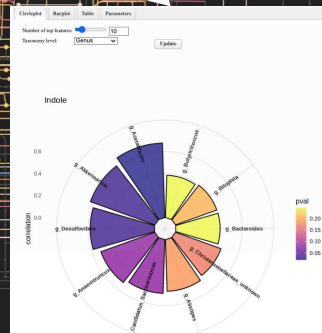 Circleplot Barplot Table Parameters
Number of top features: 10
Taxonomy level: Genus
Update
Indole
g_Butyricicoccus
g_Akkermansia
g_Bilophila
g_Desulfovibrio
g_Bacteroides
g_Anaerotruncus
g_Christensenellaceae_unknown
g_Alistipes
correlation
0.6
0.4
0.2
0.0
pval
0.20
0.15
0.10
0.05